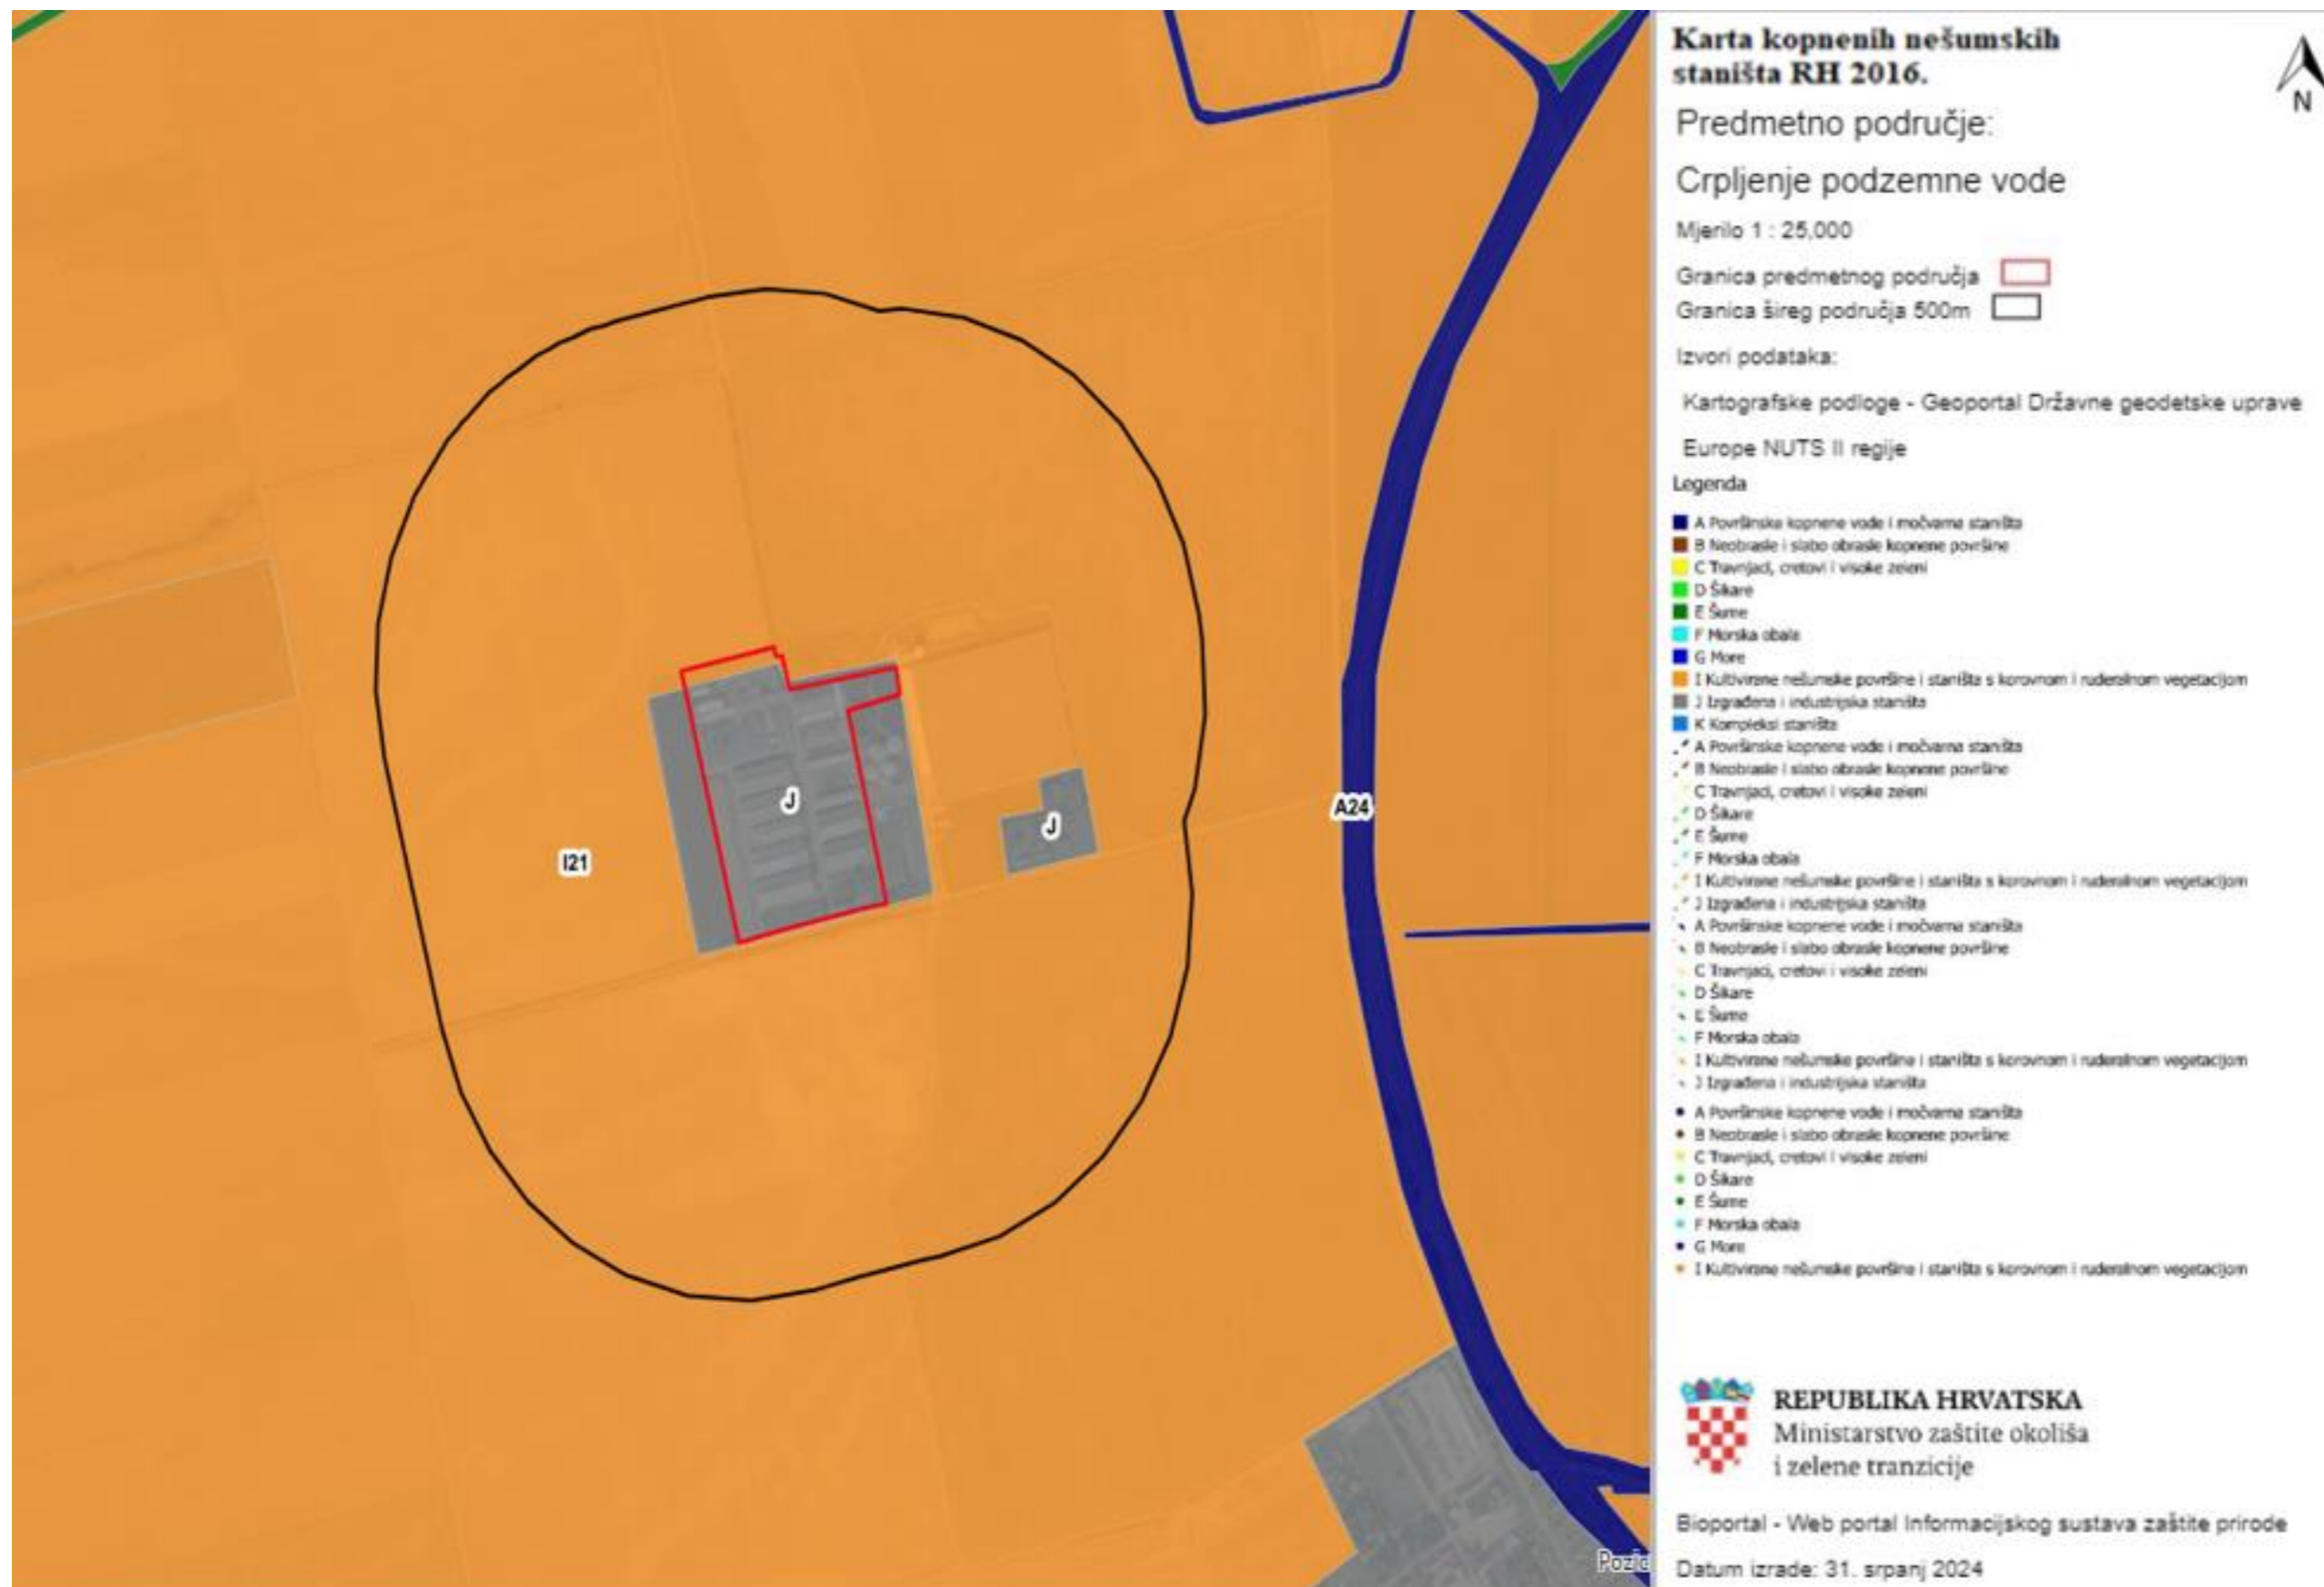 Karta kopnenih nešumskih
staništa RH 2016.
N
Predmetno područje:
Crpljenje podzemne vode
Mjerilo 1 : 25,000
Granica predmetnog područja
Granica šireg područja 500m
Izvori podataka:
Kartografske podloge - Geoportal Državne geodetske uprave
Europe NUTS II regije
Legenda
A Površinske kopnene vode i močvarna staništa
B Neobrasle i slabo obrasle kopnene površine
C Travnjaci, cretovi i visoke zeleni
D Šikare
E Šume
F Morska obala
G More
I Kultivirane nešumske površine i staništa s korovnom i ruderalnom vegetacijom
J Izgrađena i industrijska staništa
K Kompleksi staništa
A Površinske kopnene vode i močvarna staništa
B Neobrasle i slabo obrasle kopnene površine
C Travnjaci, cretovi i visoke zeleni
D Šikare
E Šume
F Morska obala
I Kultivirane nešumske površine i staništa s korovnom i ruderalnom vegetacijom
J Izgrađena i industrijska staništa
A Površinske kopnene vode i močvarna staništa
B Neobrasle i slabo obrasle kopnene površine
C Travnjaci, cretovi i visoke zeleni
D Šikare
E Šume
F Morska obala
I Kultivirane nešumske površine i staništa s korovnom i ruderalnom vegetacijom
J Izgrađena i industrijska staništa
A Površinske kopnene vode i močvarna staništa
B Neobrasle i slabo obrasle kopnene površine
C Travnjaci, cretovi i visoke zeleni
D Šikare
E Šume
F Morska obala
G More
I Kultivirane nešumske površine i staništa s korovnom i ruderalnom vegetacijom
REPUBLIKA HRVATSKA
Ministarstvo zaštite okoliša
i zelene tranzicije
Bioportal - Web portal Informacijskog sustava zaštite prirode
Datum izrade: 31. srpanj 2024
J
J
A24
I21
Pozic